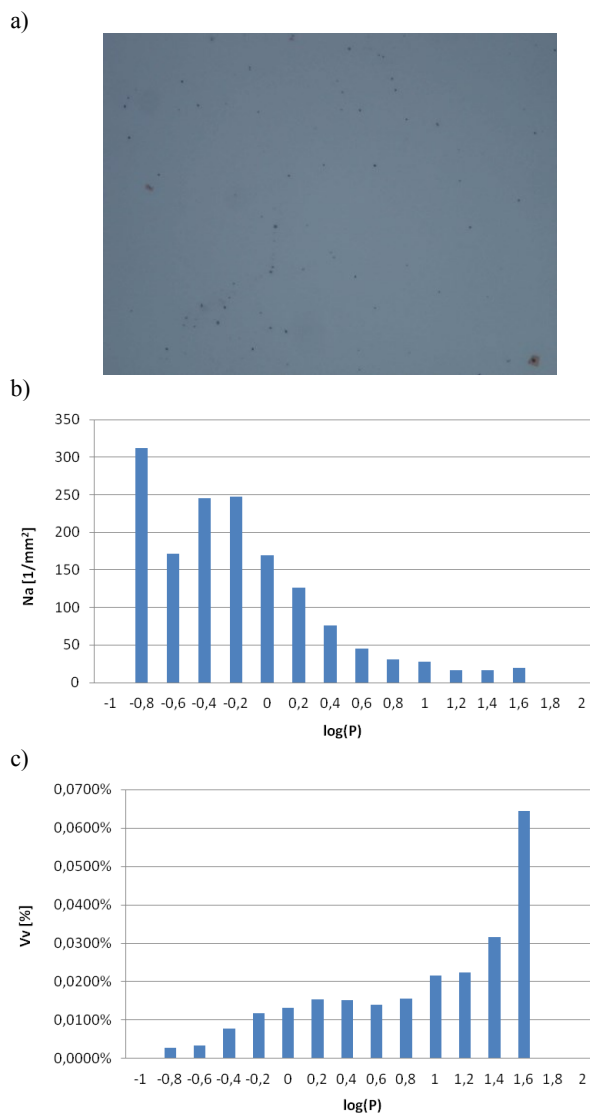 a)
b)
350
300
250
200
150
100
50
0
Na [1/mm²]
-1 -0,8 -0,6 -0,4 -0,2 0 0,2 0,4 0,6 0,8 1 1,2 1,4 1,6 1,8 2
log(P)
c)
0,0700%
0,0600%
0,0500%
0,0400%
0,0300%
0,0200%
0,0100%
0,0000%
Vv [%]
-1 -0,8 -0,6 -0,4 -0,2 0 0,2 0,4 0,6 0,8 1 1,2 1,4 1,6 1,8 2
log(P)